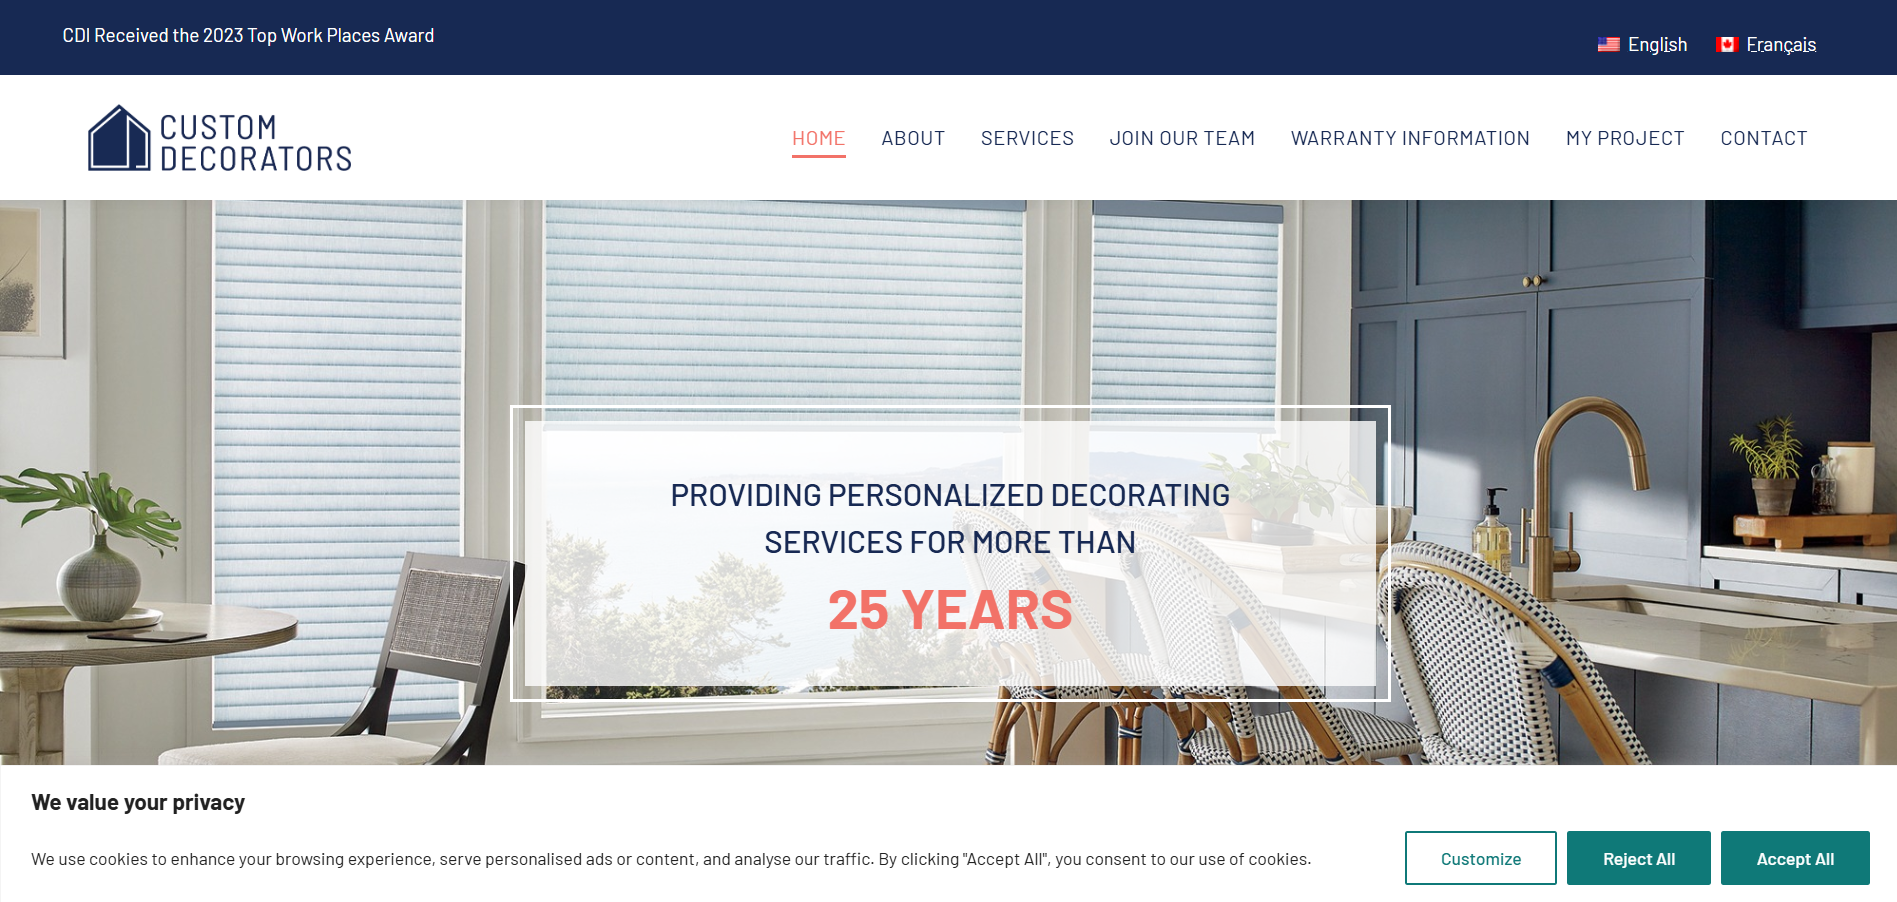 CDI Received the 2023 Top Work Places Award
English
Français
CUSTOM
DECORATORS
HOME
ABOUT
SERVICES
JOIN OUR TEAM
WARRANTY INFORMATION
MY PROJECT
CONTACT
PROVIDING PERSONALIZED DECORATING
SERVICES FOR MORE THAN
25 YEARS
We value your privacy
We use cookies to enhance your browsing experience, serve personalised ads or content, and analyse our traffic. By clicking "Accept All", you consent to our use of cookies.
Customize
Reject All
Accept All